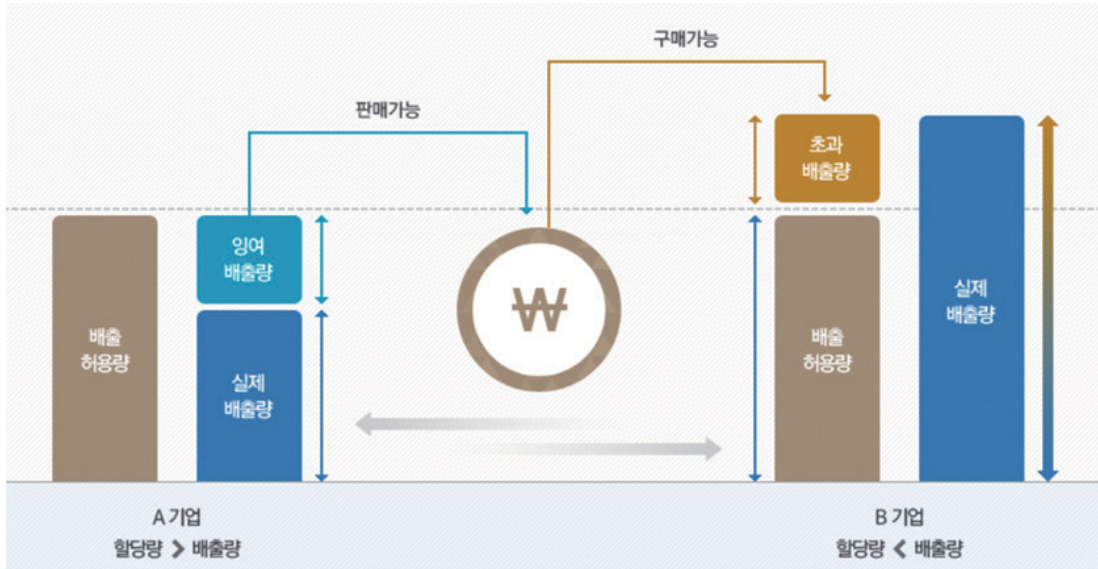 구매가능
판매가능
초과
배출량
잉여
배출량
₩
배출
허용량
실제
배출량
배출
허용량
실제
배출량
A 기업
할당량 > 배출량
B 기업
할당량 < 배출량